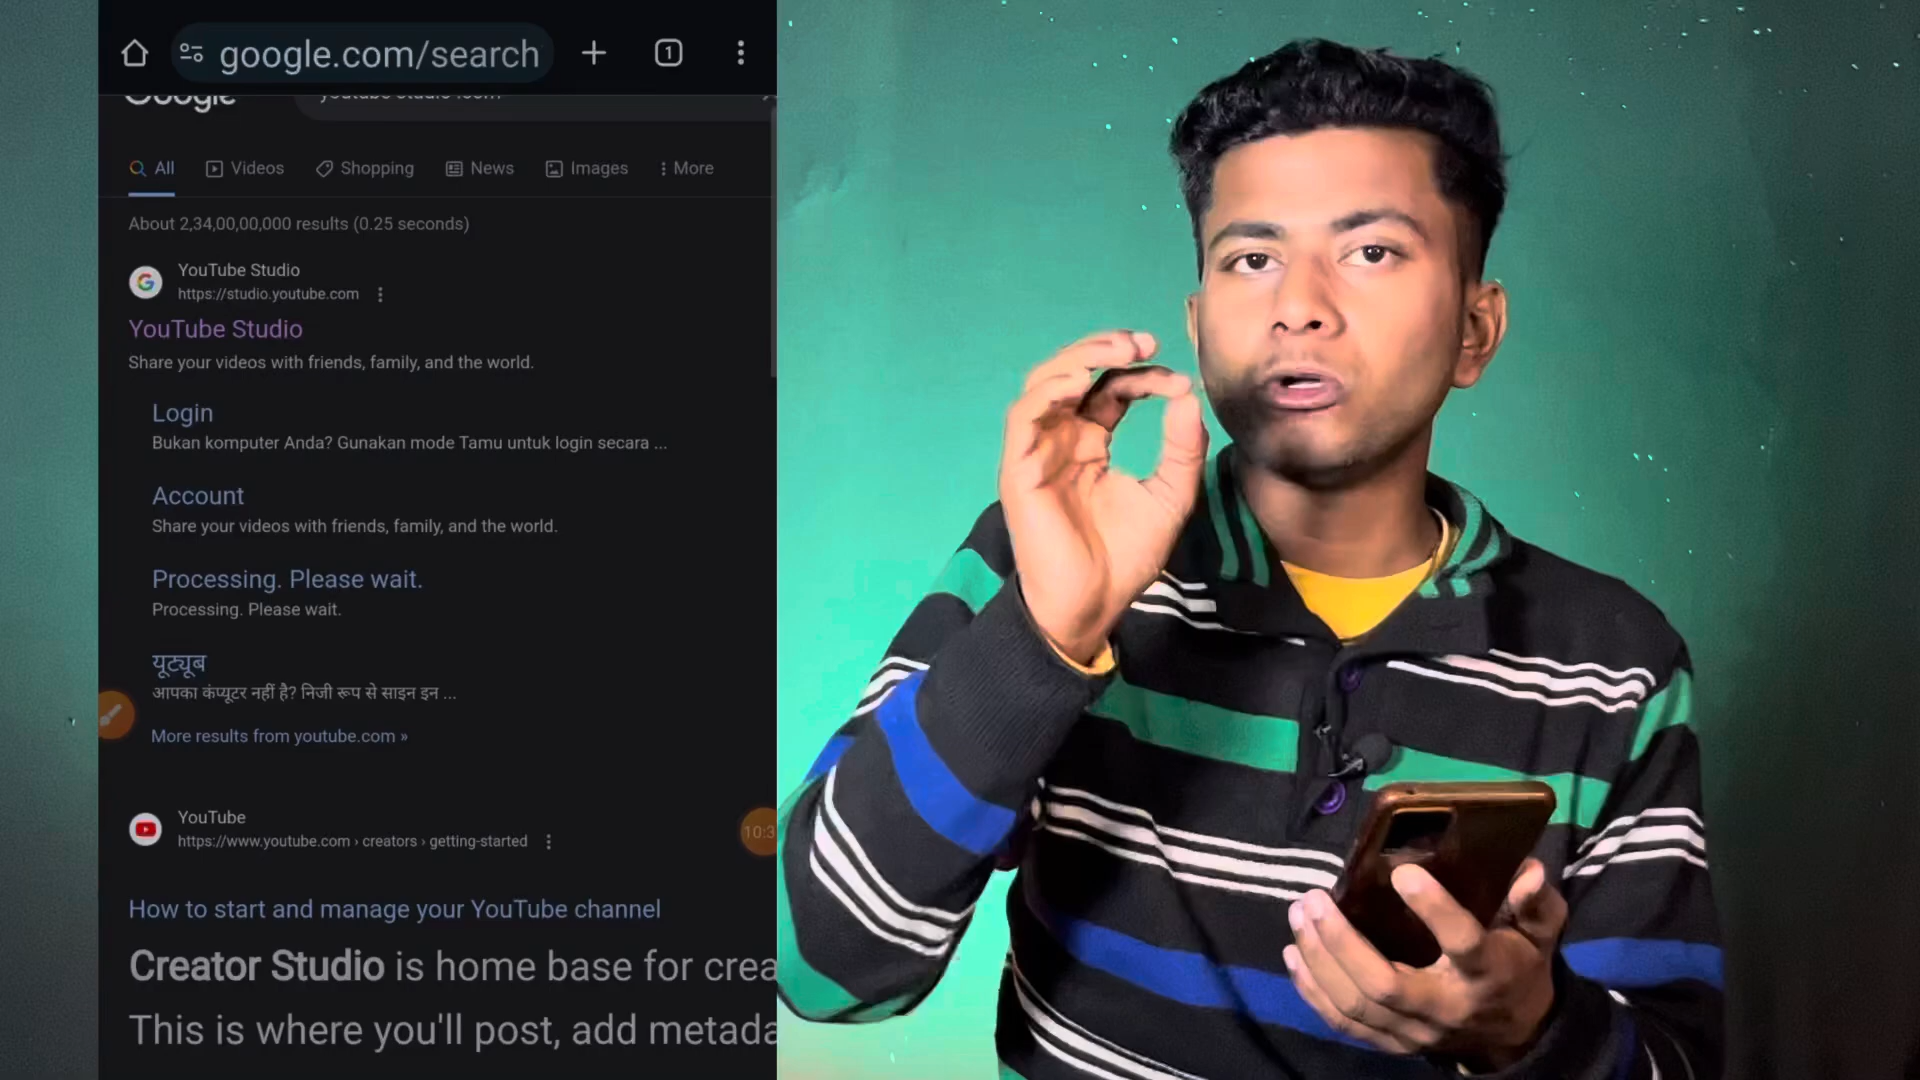 google.com/search
1
Google
All
Videos
Shopping
News
Images
More
About 2,34,00,00,000 results (0.25 seconds)
YouTube Studio
https://studio.youtube.com
YouTube Studio
Share your videos with friends, family, and the world.
Login
Bukan komputer Anda? Gunakan mode Tamu untuk login secara ...
Account
Share your videos with friends, family, and the world.
Processing. Please wait.
Processing. Please wait.
यूट्यूब
आपका कंप्यूटर नहीं है? निजी रूप से साइन इन ...
More results from youtube.com »
YouTube
https://www.youtube.com › creators › getting-started
10:3
How to start and manage your YouTube channel
Creator Studio is home base for crea
This is where you'll post, add metada